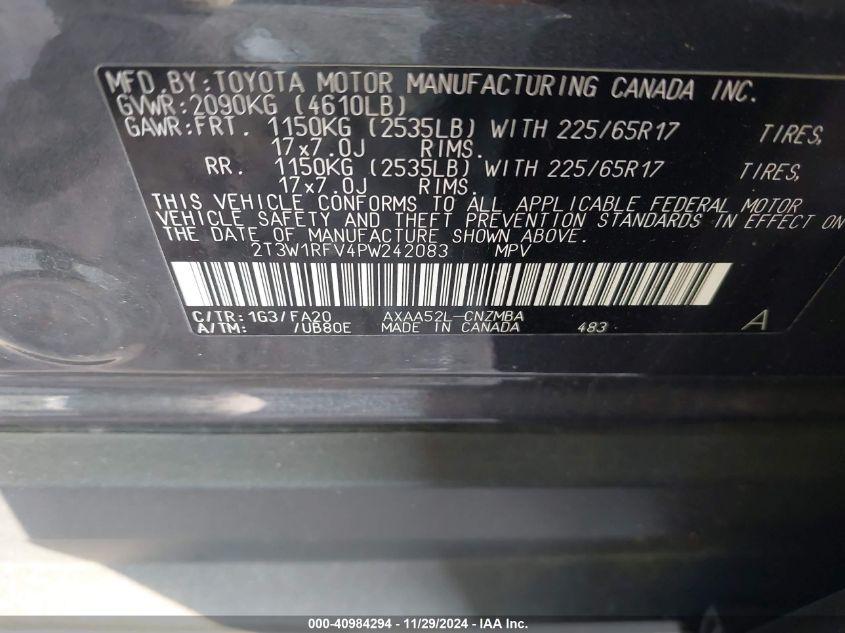 MFD.BY:TOYOTA MOTOR MANUFACTURING CANADA INC.
GVWR:2090KG (4610LB)
GAWR:FRT. 1150KG (2535LB) WITH 225/65R17 TIRES,
17x7.0J RIMS.
RR. 1150KG (2535LB) WITH 225/65R17 TIRES,
17x7.0J RIMS.
THIS VEHICLE CONFORMS TO ALL APPLICABLE FEDERAL MOTOR
VEHICLE SAFETY AND THEFT PREVENTION STANDARDS IN EFFECT ON
THE DATE OF MANUFACTURE SHOWN ABOVE.
2T3W1RFV4PW242083 MPV
C/TR:1G3/FA20 AXAA52L-CNZMBA
A/TM: /UB80E MADE IN CANADA 483 A
000-40984294 - 11/29/2024 - IAA Inc.